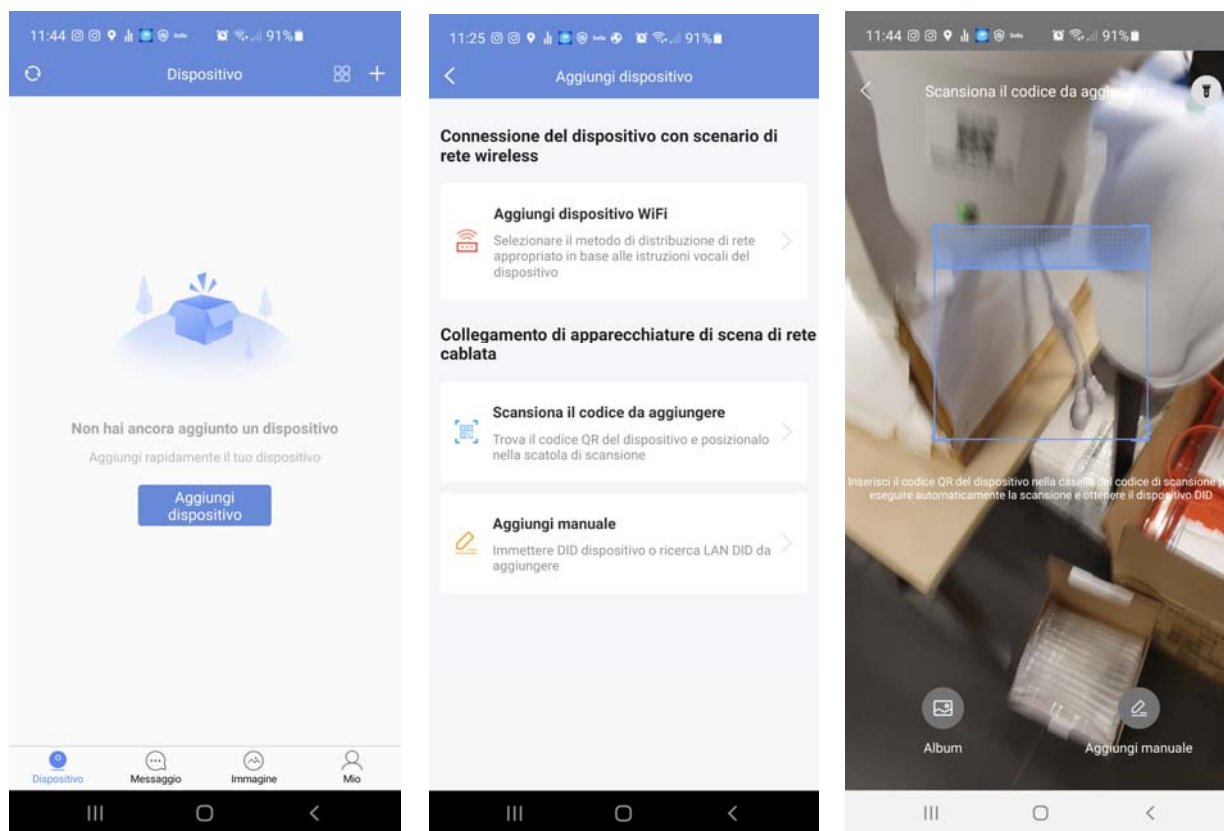 11:44 91%
Dispositivo
Non hai ancora aggiunto un dispositivo
Aggiungi rapidamente il tuo dispositivo
Aggiungi
dispositivo
Dispositivo Messaggio Immagine Mio
11:25 91%
Aggiungi dispositivo
Connessione del dispositivo con scenario di
rete wireless
Aggiungi dispositivo WiFi
Selezionare il metodo di distribuzione di rete
appropriato in base alle istruzioni vocali del
dispositivo
Collegamento di apparecchiature di scena di rete
cablata
Scansiona il codice da aggiungere
Trova il codice QR del dispositivo e posizionalo
nella scatola di scansione
Aggiungi manuale
Immettere DID dispositivo o ricerca LAN DID da
aggiungere
11:44 91%
Scansiona il codice da aggiungere
Inserisci il codice QR del dispositivo nella casella del codice di scansione p
eseguire automaticamente la scansione e ottenere il dispositivo DID
Album Aggiungi manuale